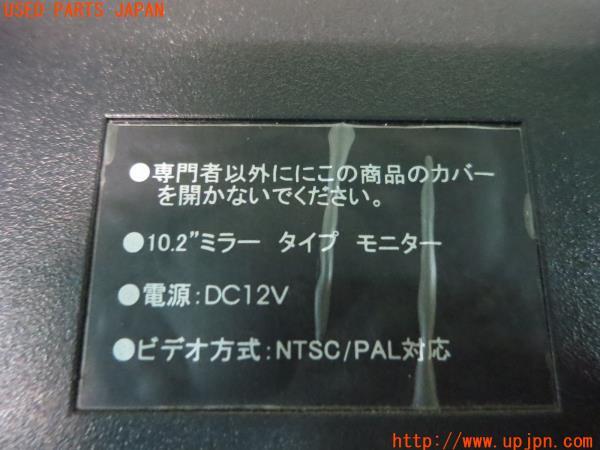 USED PARTS JAPAN
●専門者以外ににこの商品のカバー
を開かないでください。
●10.2”ミラー タイプ モニター
●電源:DC12V
●ビデオ方式:NTSC/PAL対応
http://www.upjpn.com/